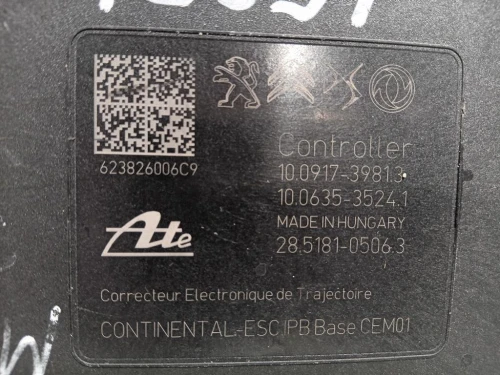 Controller
623826006C9
10.0917-3981.3
10.0635-3524.1
MADE IN HUNGARY
Ate
28.5181-0506.3
Correcteur Electronique de Trajectoire
CONTINENTAL-ESC,IPB Base CEM01